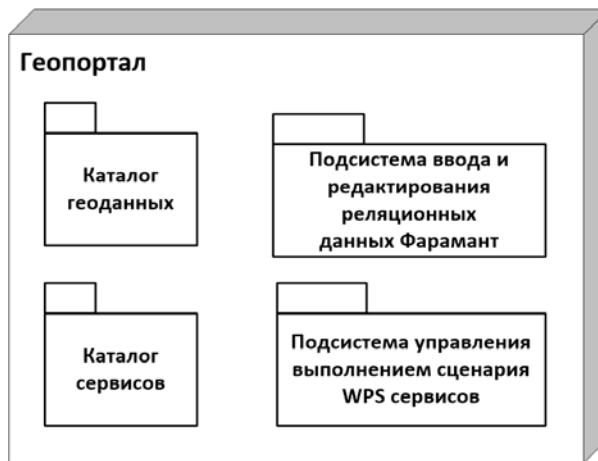 Геопортал
Каталог
геоданных
Подсистема ввода и
редактирования
реляционных
данных Фарамант
Каталог
сервисов
Подсистема управления
выполнением сценария
WPS сервисов